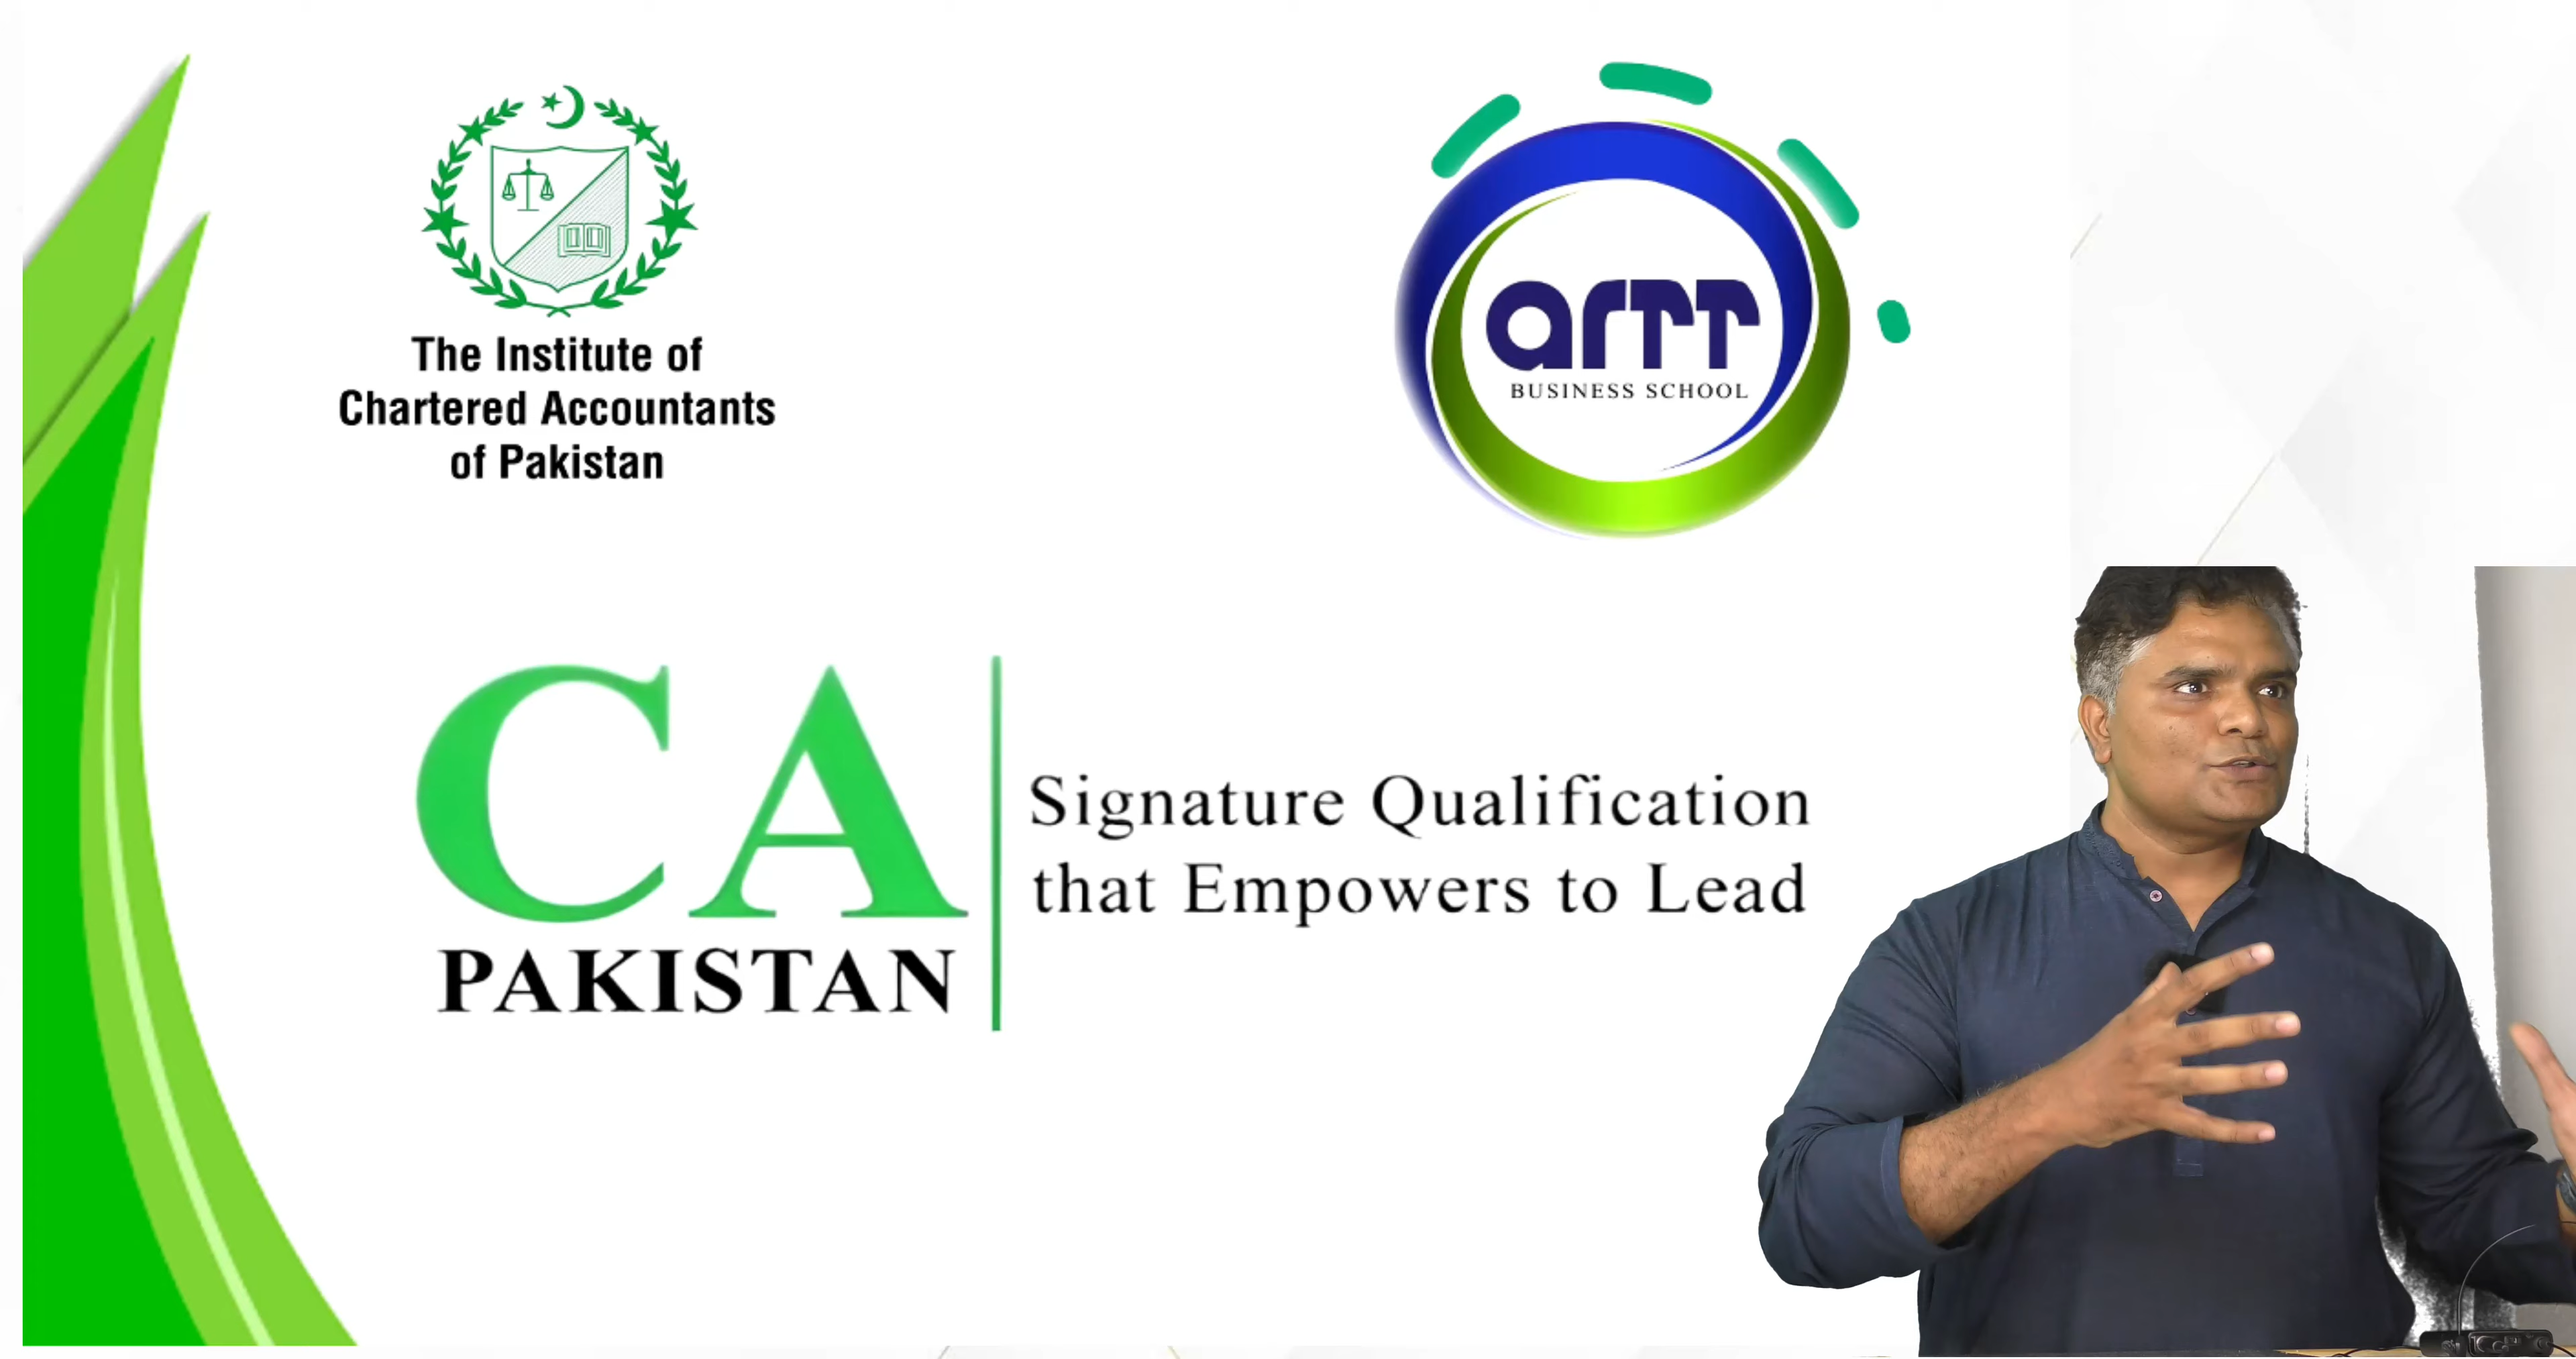 The Institute of
Chartered Accountants
of Pakistan
artt
BUSINESS SCHOOL
CA
PAKISTAN
Signature Qualification
that Empowers to Lead